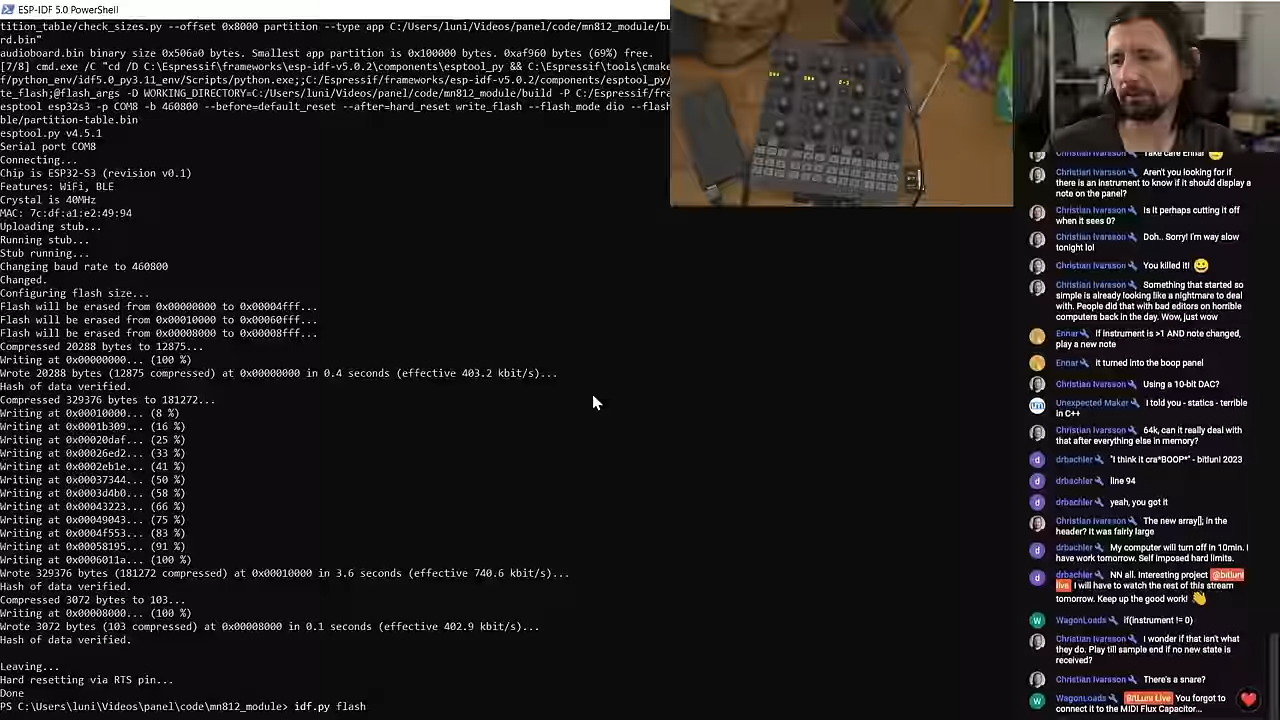 ESP-IDF 5.0 PowerShell
tition_table/check_sizes.py --offset 0x8000 partition --type app C:/Users/luni/Videos/panel/code/mn812_module/bu
rd.bin"
audioboard.bin binary size 0x506a0 bytes. Smallest app partition is 0x100000 bytes. 0xaf960 bytes (69%) free.
[7/8] cmd.exe /C "cd /D C:\Espressif\frameworks\esp-idf-v5.0.2\components\esptool_py && C:\Espressif\tools\cmake
f/python_env/idf5.0_py3.11_env/Scripts/python.exe;;C:/Espressif/frameworks/esp-idf-v5.0.2/components/esptool_py/
te_flash;@flash_args -D WORKING_DIRECTORY=C:/Users/luni/Videos/panel/code/mn812_module/build -P C:/Espressif/fra
esptool esp32s3 -p COM8 -b 460800 --before=default_reset --after=hard_reset write_flash --flash_mode dio --flash
ble/partition-table.bin
esptool.py v4.5.1
Serial port COM8
Connecting...
Chip is ESP32-S3 (revision v0.1)
Features: WiFi, BLE
Crystal is 40MHz
MAC: 7c:df:a1:e2:49:94
Uploading stub...
Running stub...
Stub running...
Changing baud rate to 460800
Changed.
Configuring flash size...
Flash will be erased from 0x00000000 to 0x00004fff...
Flash will be erased from 0x00010000 to 0x00060fff...
Flash will be erased from 0x00008000 to 0x00008fff...
Compressed 20288 bytes to 12875...
Writing at 0x00000000... (100 %)
Wrote 20288 bytes (12875 compressed) at 0x00000000 in 0.4 seconds (effective 403.2 kbit/s)...
Hash of data verified.
Compressed 329376 bytes to 181272...
Writing at 0x00010000... (8 %)
Writing at 0x0001b309... (16 %)
Writing at 0x00020daf... (25 %)
Writing at 0x00026ed2... (33 %)
Writing at 0x0002eb1e... (41 %)
Writing at 0x00037344... (50 %)
Writing at 0x0003d4b0... (58 %)
Writing at 0x00043223... (66 %)
Writing at 0x00049043... (75 %)
Writing at 0x0004f553... (83 %)
Writing at 0x00058195... (91 %)
Writing at 0x0006011a... (100 %)
Wrote 329376 bytes (181272 compressed) at 0x00010000 in 3.6 seconds (effective 740.6 kbit/s)...
Hash of data verified.
Compressed 3072 bytes to 103...
Writing at 0x00008000... (100 %)
Wrote 3072 bytes (103 compressed) at 0x00008000 in 0.1 seconds (effective 402.9 kbit/s)...
Hash of data verified.
Leaving...
Hard resetting via RTS pin...
Done
PS C:\Users\luni\Videos\panel\code\mn812_module> idf.py flash
Christian Ivarsson Take care Ennar
Christian Ivarsson Aren't you looking for if
there is an instrument to know if it should display a
note on the panel?
Christian Ivarsson Is it perhaps cutting it off
when it sees 0?
Christian Ivarsson Doh.. Sorry! I'm way slow
tonight lol
Christian Ivarsson You killed it! 😀
Christian Ivarsson Something that started so
simple is already looking like a nightmare to deal
with. People did that with bad editors on horrible
computers back in the day. Wow, just wow
Ennar if instrument is >1 AND note changed,
play a new note
Ennar it turned into the boop panel
Christian Ivarsson Using a 10-bit DAC?
Unexpected Maker I told you - statics - terrible
in C++
Christian Ivarsson 64k, can it really deal with
that after everything else in memory?
drbachler "I think it cra*BOOP*" - bitluni 2023
drbachler line 94
drbachler yeah, you got it
Christian Ivarsson The new array[]; in the
header? it was fairly large
drbachler My computer will turn off in 10min. I
have work tomorrow. Self imposed hard limits.
drbachler NN all. Interesting project @bitluni
live I will have to watch the rest of this stream
tomorrow. Keep up the good work! 👋
WagonLoads if(instrument != 0)
Christian Ivarsson I wonder if that isn't what
they do. Play till sample end if no new state is
received?
Christian Ivarsson There's a snare?
WagonLoads BitLuni Live You forgot to
connect it to the MIDI Flux Capacitor...